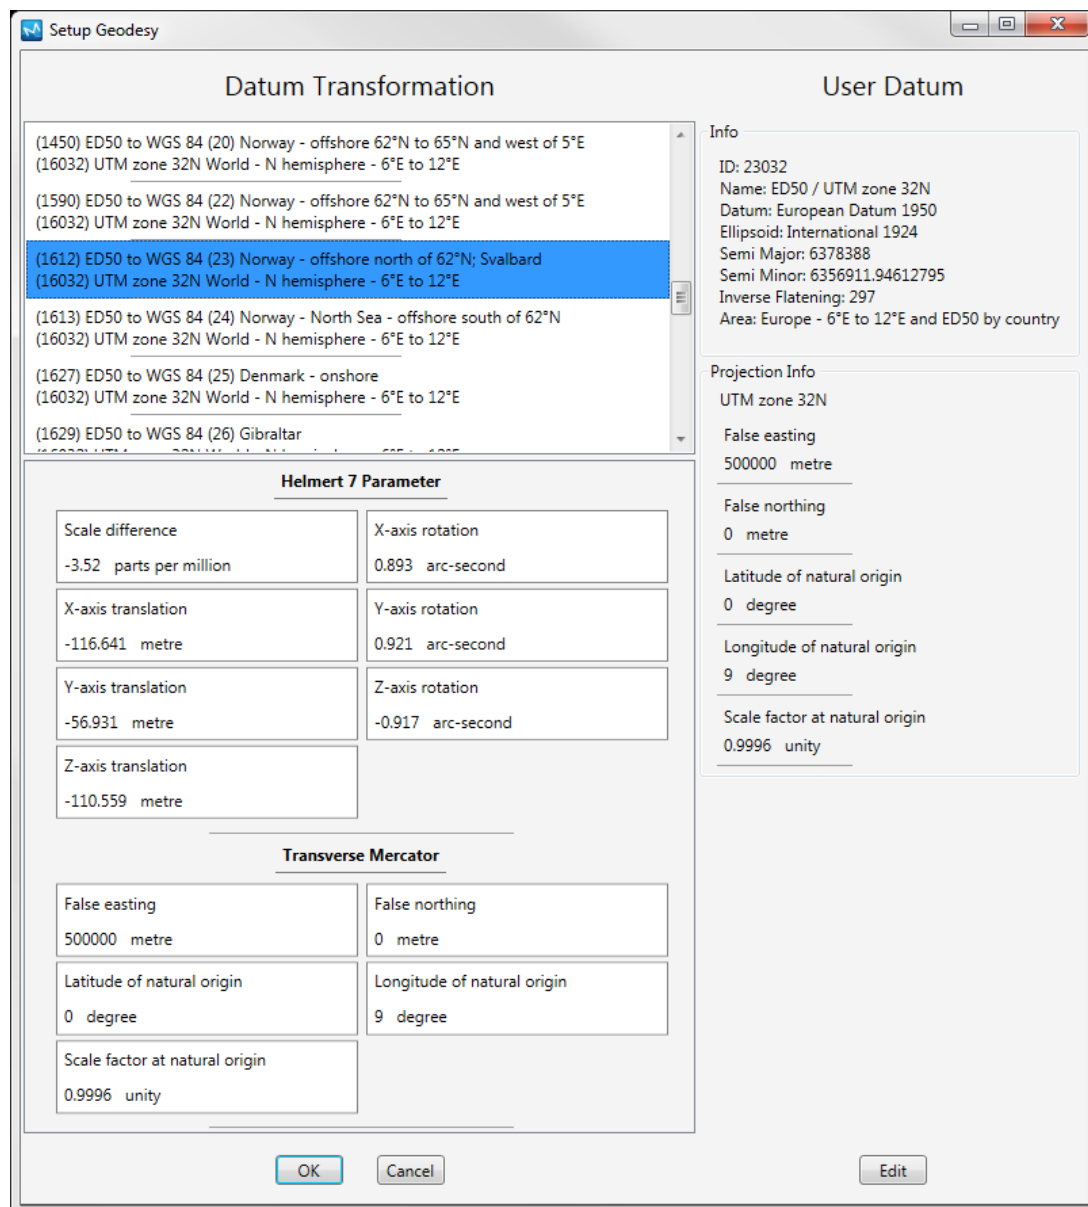 Setup Geodesy
Datum Transformation
(1450) ED50 to WGS 84 (20) Norway - offshore 62°N to 65°N and west of 5°E
(16032) UTM zone 32N World - N hemisphere - 6°E to 12°E
(1590) ED50 to WGS 84 (22) Norway - offshore 62°N to 65°N and west of 5°E
(16032) UTM zone 32N World - N hemisphere - 6°E to 12°E
(1612) ED50 to WGS 84 (23) Norway - offshore north of 62°N; Svalbard
(16032) UTM zone 32N World - N hemisphere - 6°E to 12°E
(1613) ED50 to WGS 84 (24) Norway - North Sea - offshore south of 62°N
(16032) UTM zone 32N World - N hemisphere - 6°E to 12°E
(1627) ED50 to WGS 84 (25) Denmark - onshore
(16032) UTM zone 32N World - N hemisphere - 6°E to 12°E
(1629) ED50 to WGS 84 (26) Gibraltar
Helmert 7 Parameter
Scale difference
-3.52 parts per million
X-axis rotation
0.893 arc-second
X-axis translation
-116.641 metre
Y-axis rotation
0.921 arc-second
Y-axis translation
-56.931 metre
Z-axis rotation
-0.917 arc-second
Z-axis translation
-110.559 metre
Transverse Mercator
False easting
500000 metre
False northing
0 metre
Latitude of natural origin
0 degree
Longitude of natural origin
9 degree
Scale factor at natural origin
0.9996 unity
OK
Cancel
User Datum
Info
ID: 23032
Name: ED50 / UTM zone 32N
Datum: European Datum 1950
Ellipsoid: International 1924
Semi Major: 6378388
Semi Minor: 6356911.94612795
Inverse Flatening: 297
Area: Europe - 6°E to 12°E and ED50 by country
Projection Info
UTM zone 32N
False easting
500000 metre
False northing
0 metre
Latitude of natural origin
0 degree
Longitude of natural origin
9 degree
Scale factor at natural origin
0.9996 unity
Edit